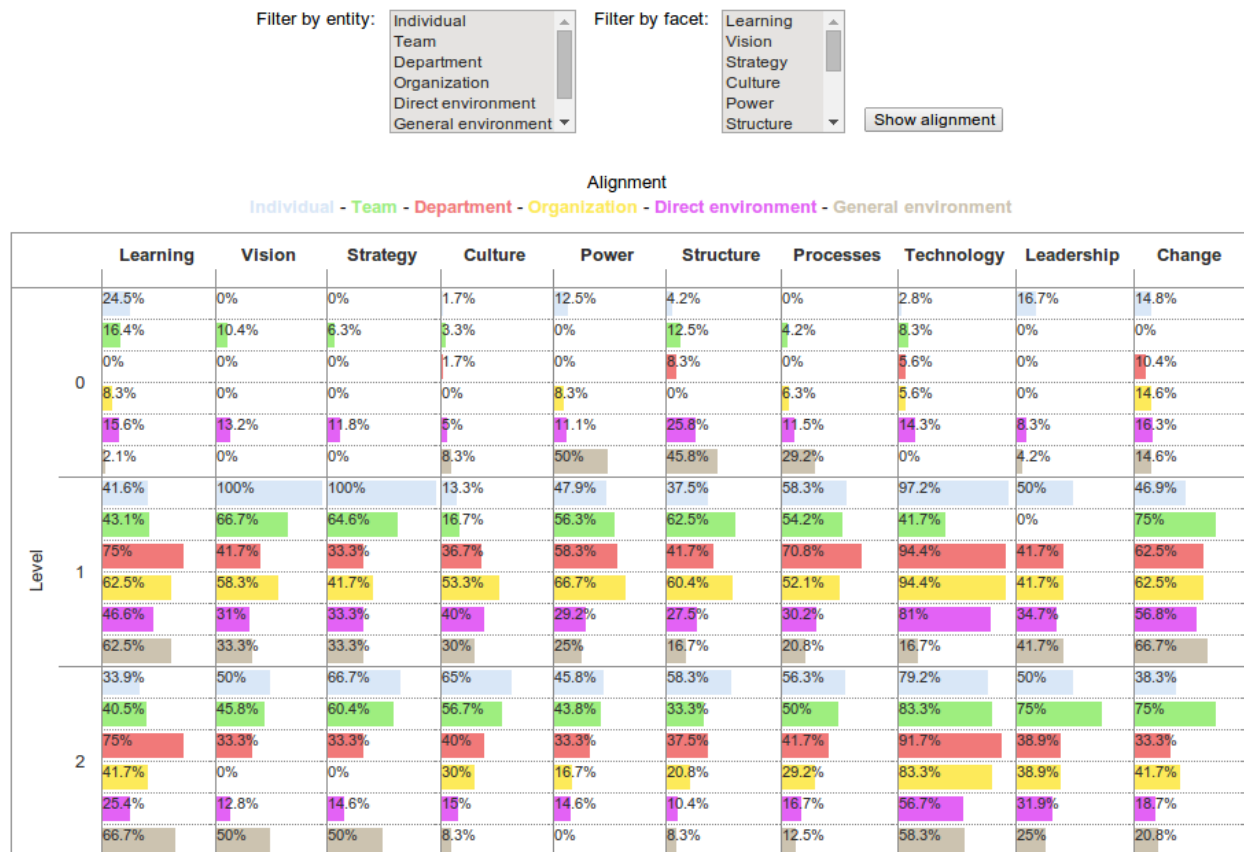 Filter by entity: Individual Filter by facet: Learning
Team Vision
Department Strategy
Organization Culture
Direct environment Power
General environment Structure Show alignment
Alignment
Individual - Team - Department - Organization - Direct environment - General environment
Learning Vision Strategy Culture Power Structure Processes Technology Leadership Change
24.5% 0% 0% 1.7% 12.5% 4.2% 0% 2.8% 16.7% 14.8%
16.4% 10.4% 6.3% 3.3% 0% 12.5% 4.2% 8.3% 0% 0%
0% 0% 0% 1.7% 0% 8.3% 0% 5.6% 0% 10.4%
0
8.3% 0% 0% 0% 8.3% 0% 6.3% 5.6% 0% 14.6%
15.6% 13.2% 11.8% 5% 11.1% 25.8% 11.5% 14.3% 8.3% 16.3%
2.1% 0% 0% 8.3% 50% 45.8% 29.2% 0% 4.2% 14.6%
41.6% 100% 100% 13.3% 47.9% 37.5% 58.3% 97.2% 50% 46.9%
43.1% 66.7% 64.6% 16.7% 56.3% 62.5% 54.2% 41.7% 0% 75%
75% 41.7% 33.3% 36.7% 58.3% 41.7% 70.8% 94.4% 41.7% 62.5%
Level 1
62.5% 58.3% 41.7% 53.3% 66.7% 60.4% 52.1% 94.4% 41.7% 62.5%
46.6% 31% 33.3% 40% 29.2% 27.5% 30.2% 81% 34.7% 56.8%
62.5% 33.3% 33.3% 30% 25% 16.7% 20.8% 16.7% 41.7% 66.7%
33.9% 50% 66.7% 65% 45.8% 58.3% 56.3% 79.2% 50% 38.3%
40.5% 45.8% 60.4% 56.7% 43.8% 33.3% 50% 83.3% 75% 75%
75% 33.3% 33.3% 40% 33.3% 37.5% 41.7% 91.7% 38.9% 33.3%
2
41.7% 0% 0% 30% 16.7% 20.8% 29.2% 83.3% 38.9% 41.7%
25.4% 12.8% 14.6% 15% 14.6% 10.4% 16.7% 56.7% 31.9% 18.7%
66.7% 50% 50% 8.3% 0% 8.3% 12.5% 58.3% 25% 20.8%